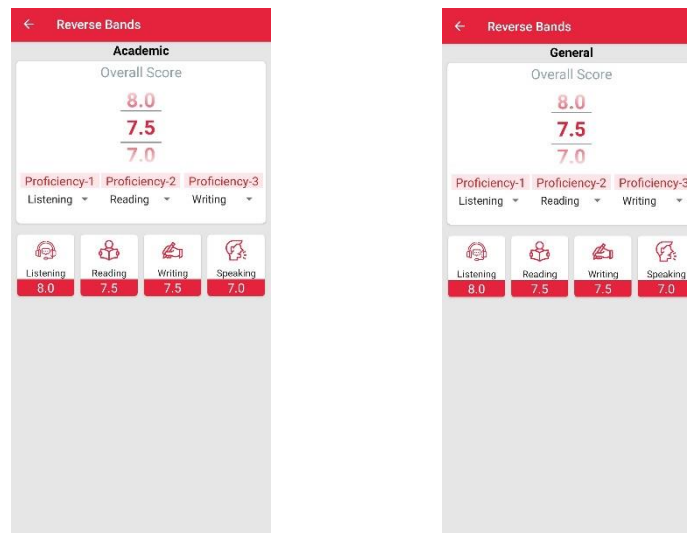 ← Reverse Bands
Academic
Overall Score
8.0
7.5
7.0
Proficiency-1 Proficiency-2 Proficiency-3
Listening Reading Writing
Listening Reading Writing Speaking
8.0 7.5 7.5 7.0
← Reverse Bands
General
Overall Score
8.0
7.5
7.0
Proficiency-1 Proficiency-2 Proficiency-3
Listening Reading Writing
Listening Reading Writing Speaking
8.0 7.5 7.5 7.0